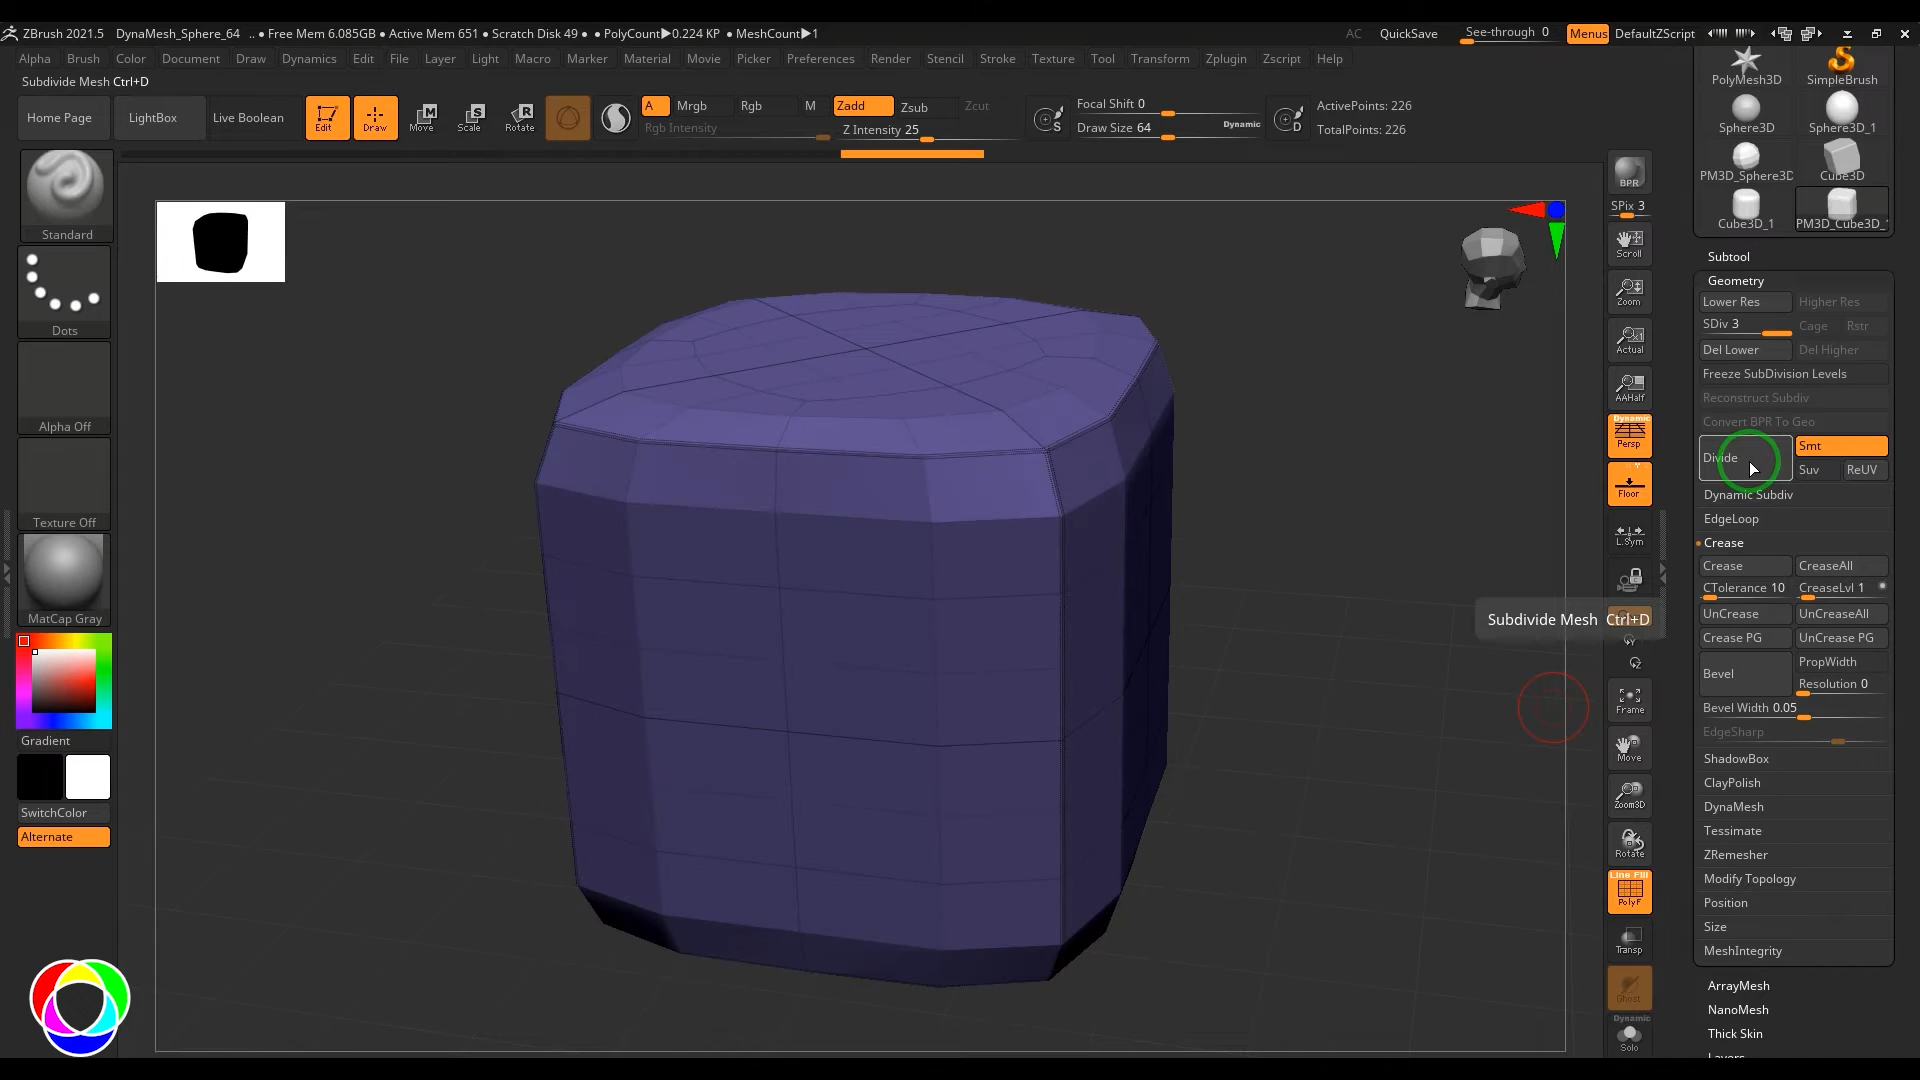 ZBrush 2021.5 DynaMesh_Sphere_64 .. ● Free Mem 6.085GB ● Active Mem 651 ● Scratch Disk 49 ● ● PolyCount▶0.224 KP ● MeshCount▶1 AC QuickSave See-through 0 Menus DefaultZScript
Alpha Brush Color Document Draw Dynamics Edit File Layer Light Macro Marker Material Movie Picker Preferences Render Stencil Stroke Texture Tool Transform Zplugin Zscript Help
Subdivide Mesh Ctrl+D
Home Page LightBox Live Boolean Edit Draw Move Scale Rotate
A Mrgb Rgb M Zadd Zsub Zcut
Rgb Intensity Z Intensity 25
S Focal Shift 0
Draw Size 64 Dynamic D
ActivePoints: 226
TotalPoints: 226
Standard
Dots
Alpha Off
Texture Off
MatCap Gray
Gradient
SwitchColor
Alternate
BPR
SPix 3
Scroll
Zoom
Actual
AAHalf
Dynamic
Persp
Floor
L.Sym
Subdivide Mesh Ctrl+D
Y
Z
Frame
Move
Zoom3D
Rotate
Line Fill
PolyF
Transp
Ghost
Dynamic
Solo
PolyMesh3D SimpleBrush
Sphere3D Sphere3D_1
PM3D_Sphere3D Cube3D
Cube3D_1 PM3D_Cube3D_1
Subtool
Geometry
Lower Res Higher Res
SDiv 3 Cage Rstr
Del Lower Del Higher
Freeze SubDivision Levels
Reconstruct Subdiv
Convert BPR To Geo
Divide Smt
Suv ReUV
Dynamic Subdiv
EdgeLoop
Crease
Crease CreaseAll
CTolerance 10 CreaseLvl 1
UnCrease UnCreaseAll
Crease PG UnCrease PG
Bevel PropWidth
Resolution 0
Bevel Width 0.05
EdgeSharp
ShadowBox
ClayPolish
DynaMesh
Tessimate
ZRemesher
Modify Topology
Position
Size
MeshIntegrity
ArrayMesh
NanoMesh
Thick Skin
Layers